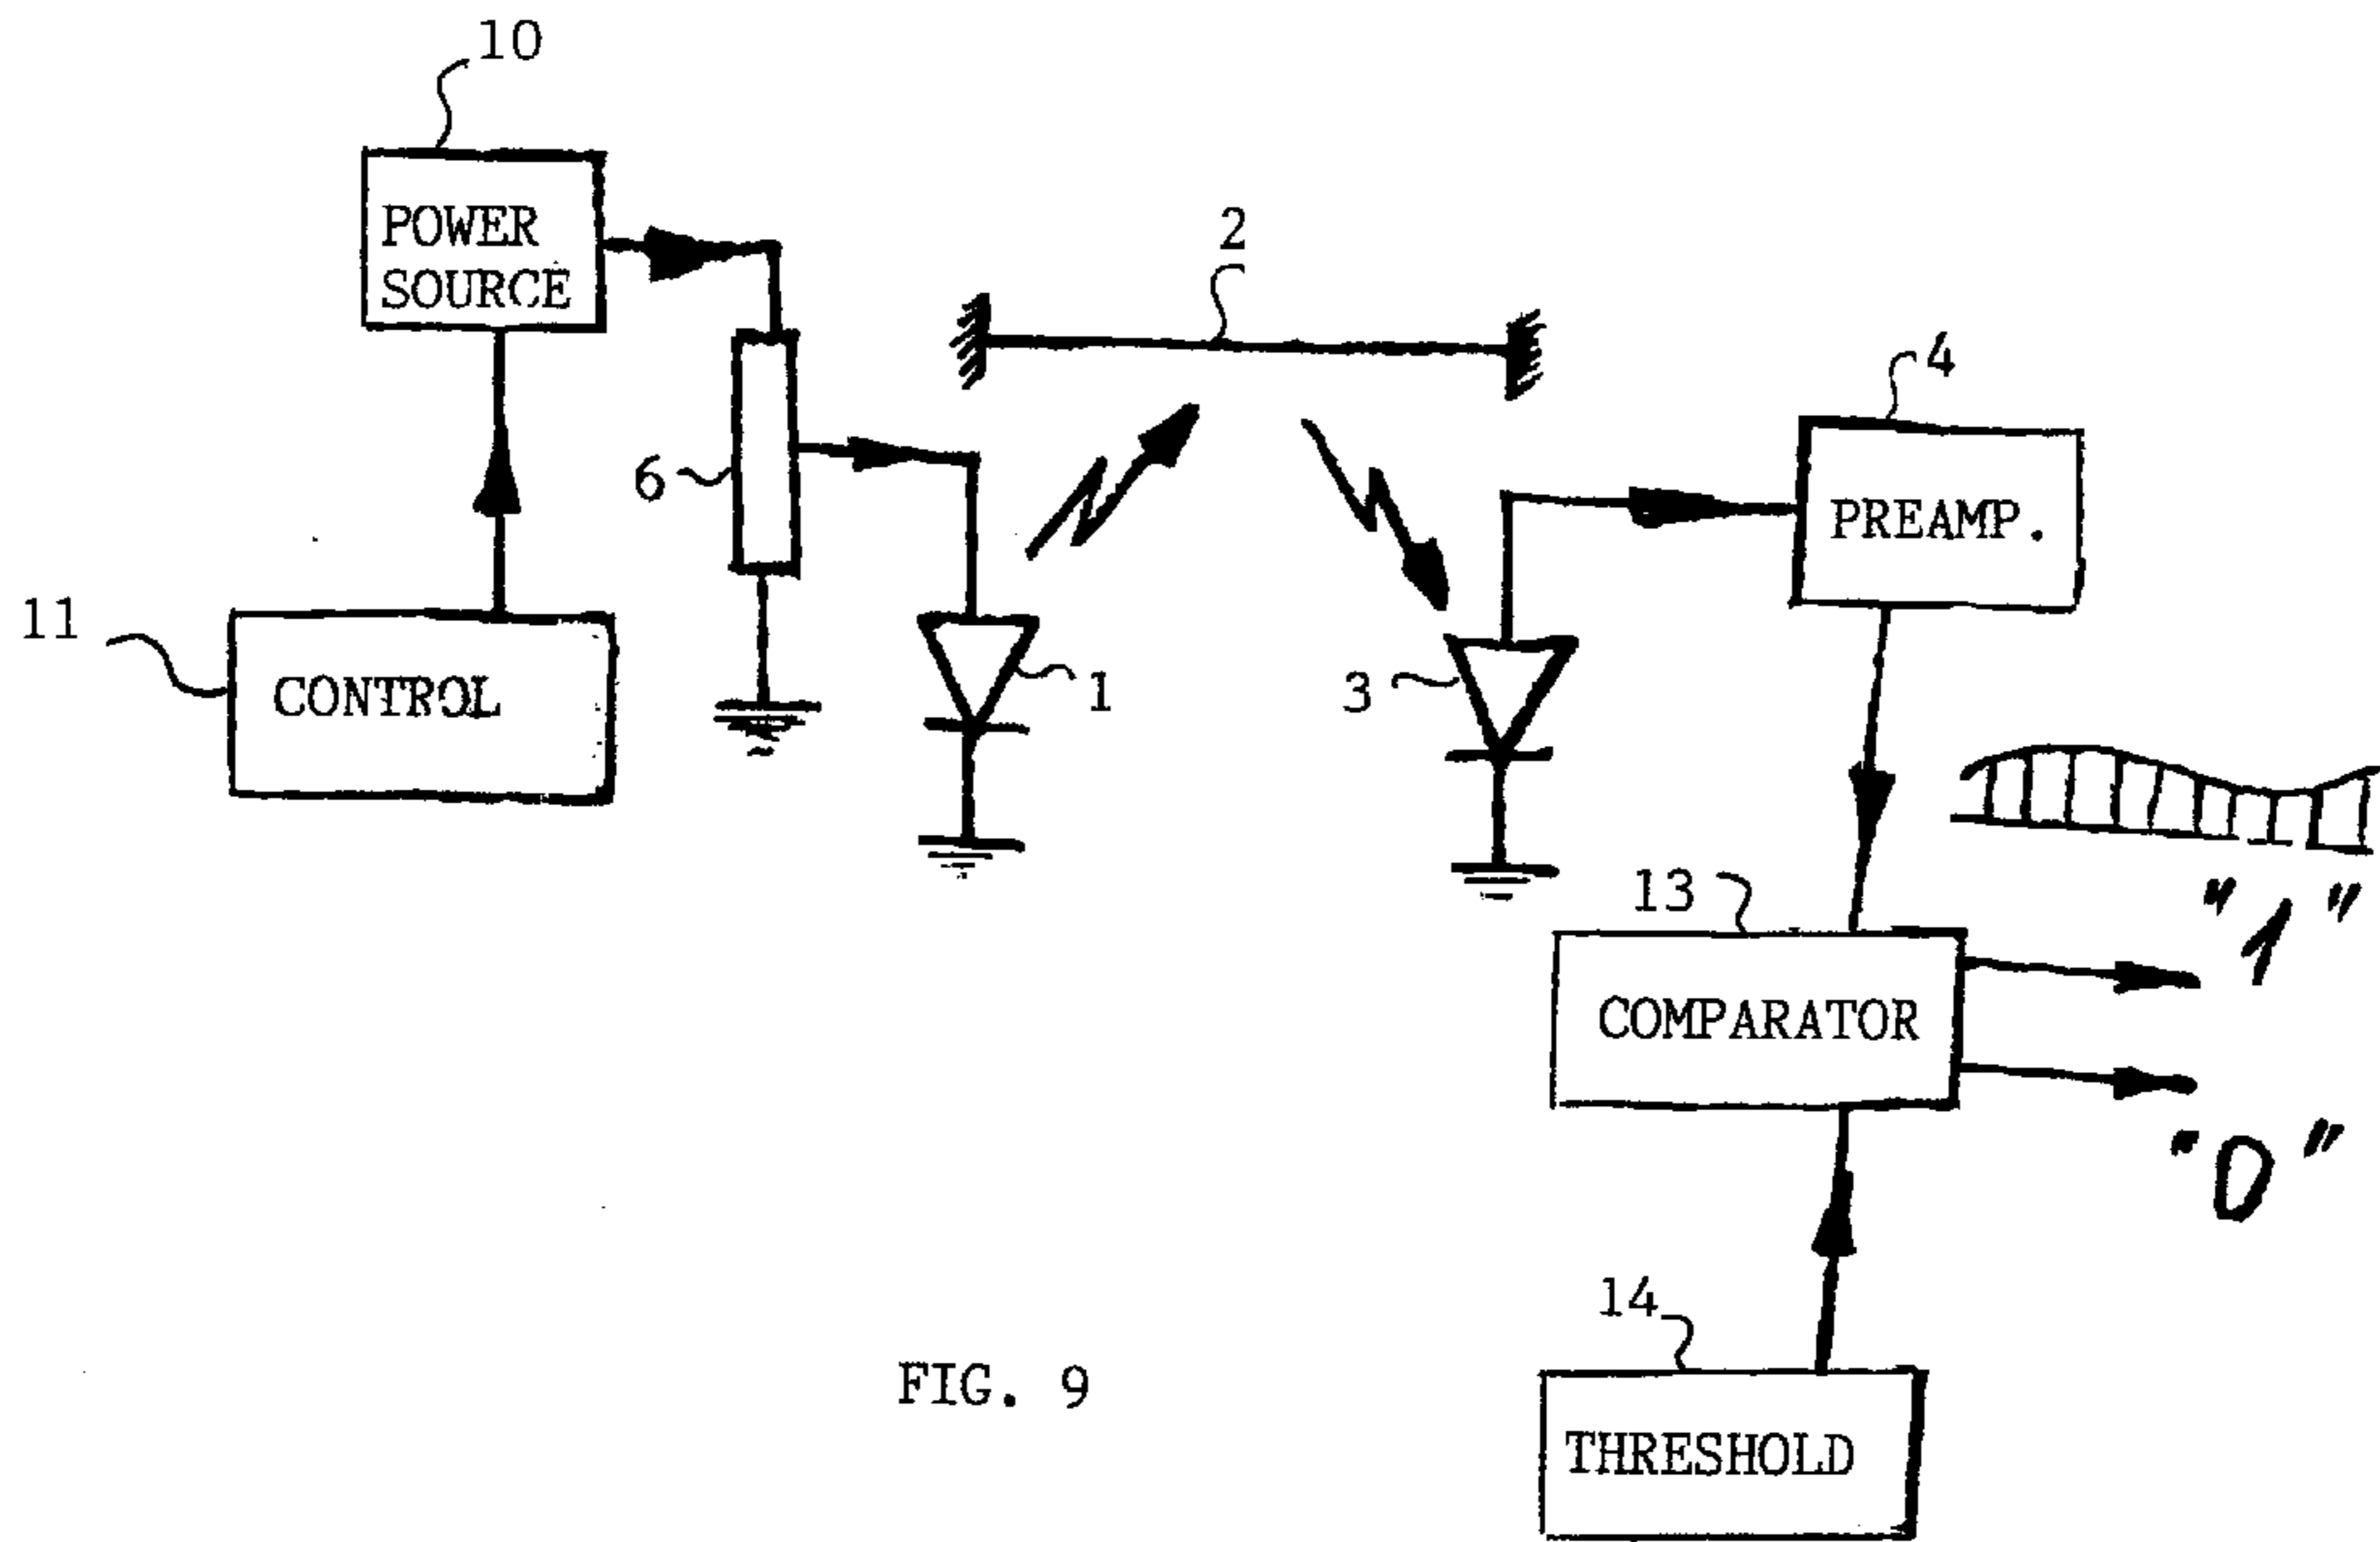 10
POWER
SOURCE
2
4
6
PREAMP.
11
CONTROL
1
3
13
"1"
COMPARATOR
"0"
14
FIG. 9
THRESHOLD